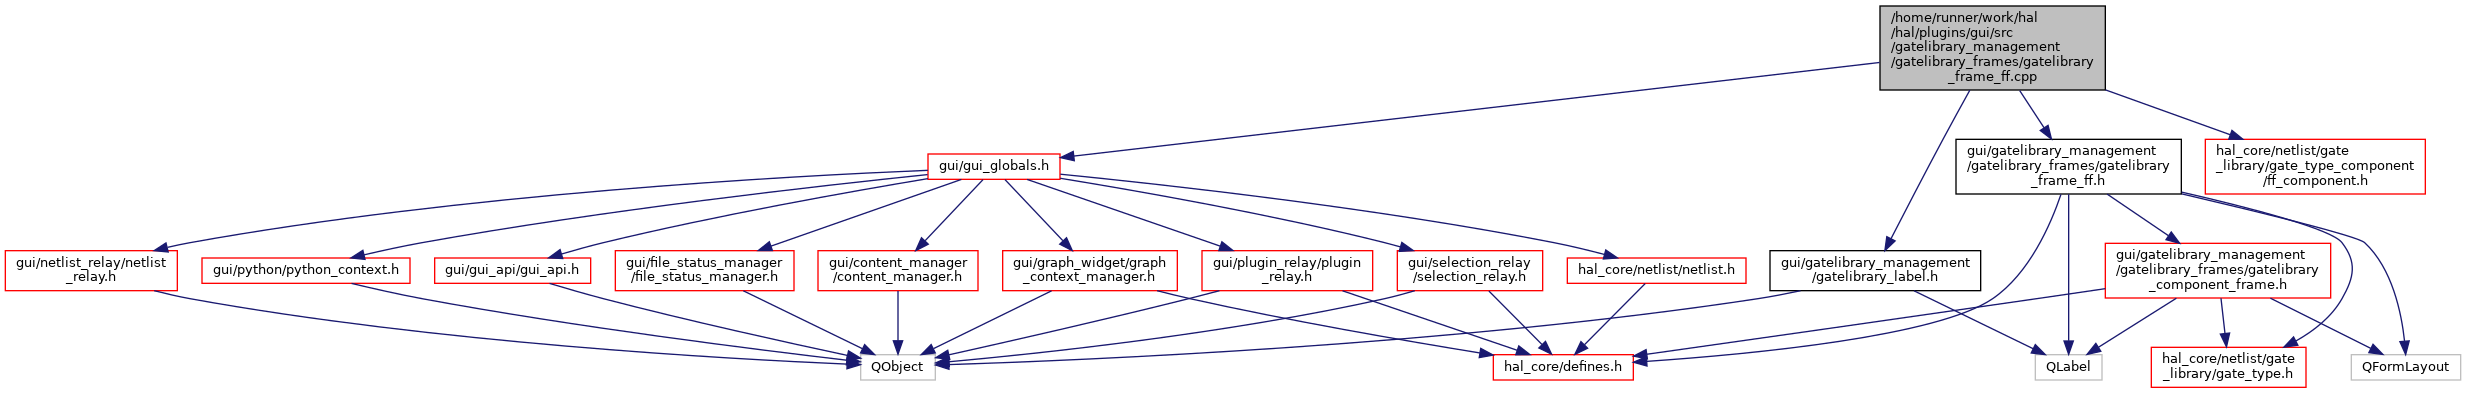 /home/runner/work/hal
/hal/plugins/gui/src
/gatelibrary_management
/gatelibrary_frames/gatelibrary
_frame_ff.cpp
gui/gui_globals.h
gui/gatelibrary_management
/gatelibrary_frames/gatelibrary
_frame_ff.h
hal_core/netlist/gate
_library/gate_type_component
/ff_component.h
gui/netlist_relay/netlist
_relay.h
gui/python/python_context.h
gui/gui_api/gui_api.h
gui/file_status_manager
/file_status_manager.h
gui/content_manager
/content_manager.h
gui/graph_widget/graph
_context_manager.h
gui/plugin_relay/plugin
_relay.h
gui/selection_relay
/selection_relay.h
hal_core/netlist/netlist.h
gui/gatelibrary_management
/gatelibrary_label.h
gui/gatelibrary_management
/gatelibrary_frames/gatelibrary
_component_frame.h
QObject
hal_core/defines.h
QLabel
hal_core/netlist/gate
_library/gate_type.h
QFormLayout